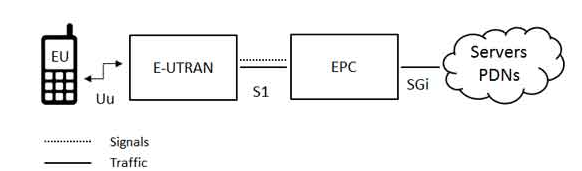 EU
Uu
E-UTRAN
S1
EPC
SGi
Servers
PDNs
Signals
Traffic